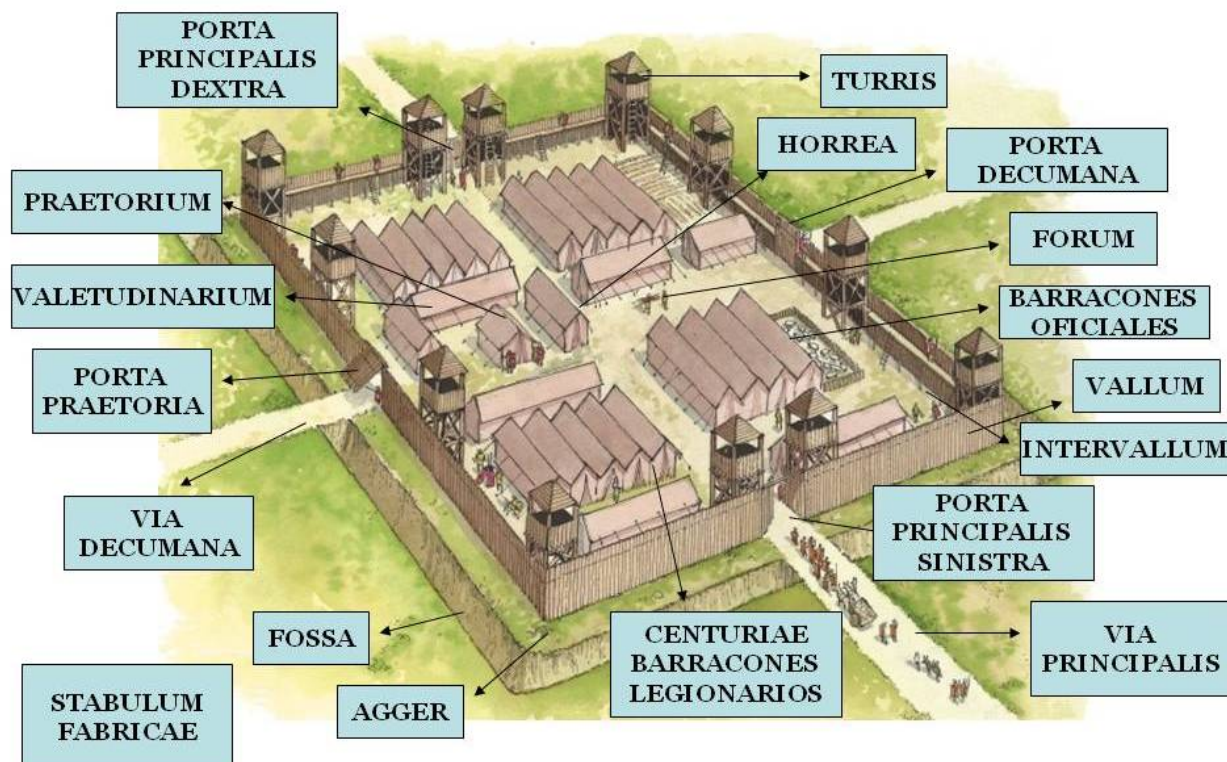 PORTA
PRINCIPALIS
DEXTRA
TURRIS
HORREA
PORTA
DECUMANA
PRAETORIUM
FORUM
VALETUDINARIUM
BARRACONES
OFICIALES
PORTA
PRAETORIA
VALLUM
INTERVALLUM
VIA
DECUMANA
PORTA
PRINCIPALIS
SINISTRA
FOSSA
CENTURIAE
BARRACONES
LEGIONARIOS
VIA
PRINCIPALIS
STABULUM
FABRICAE
AGGER